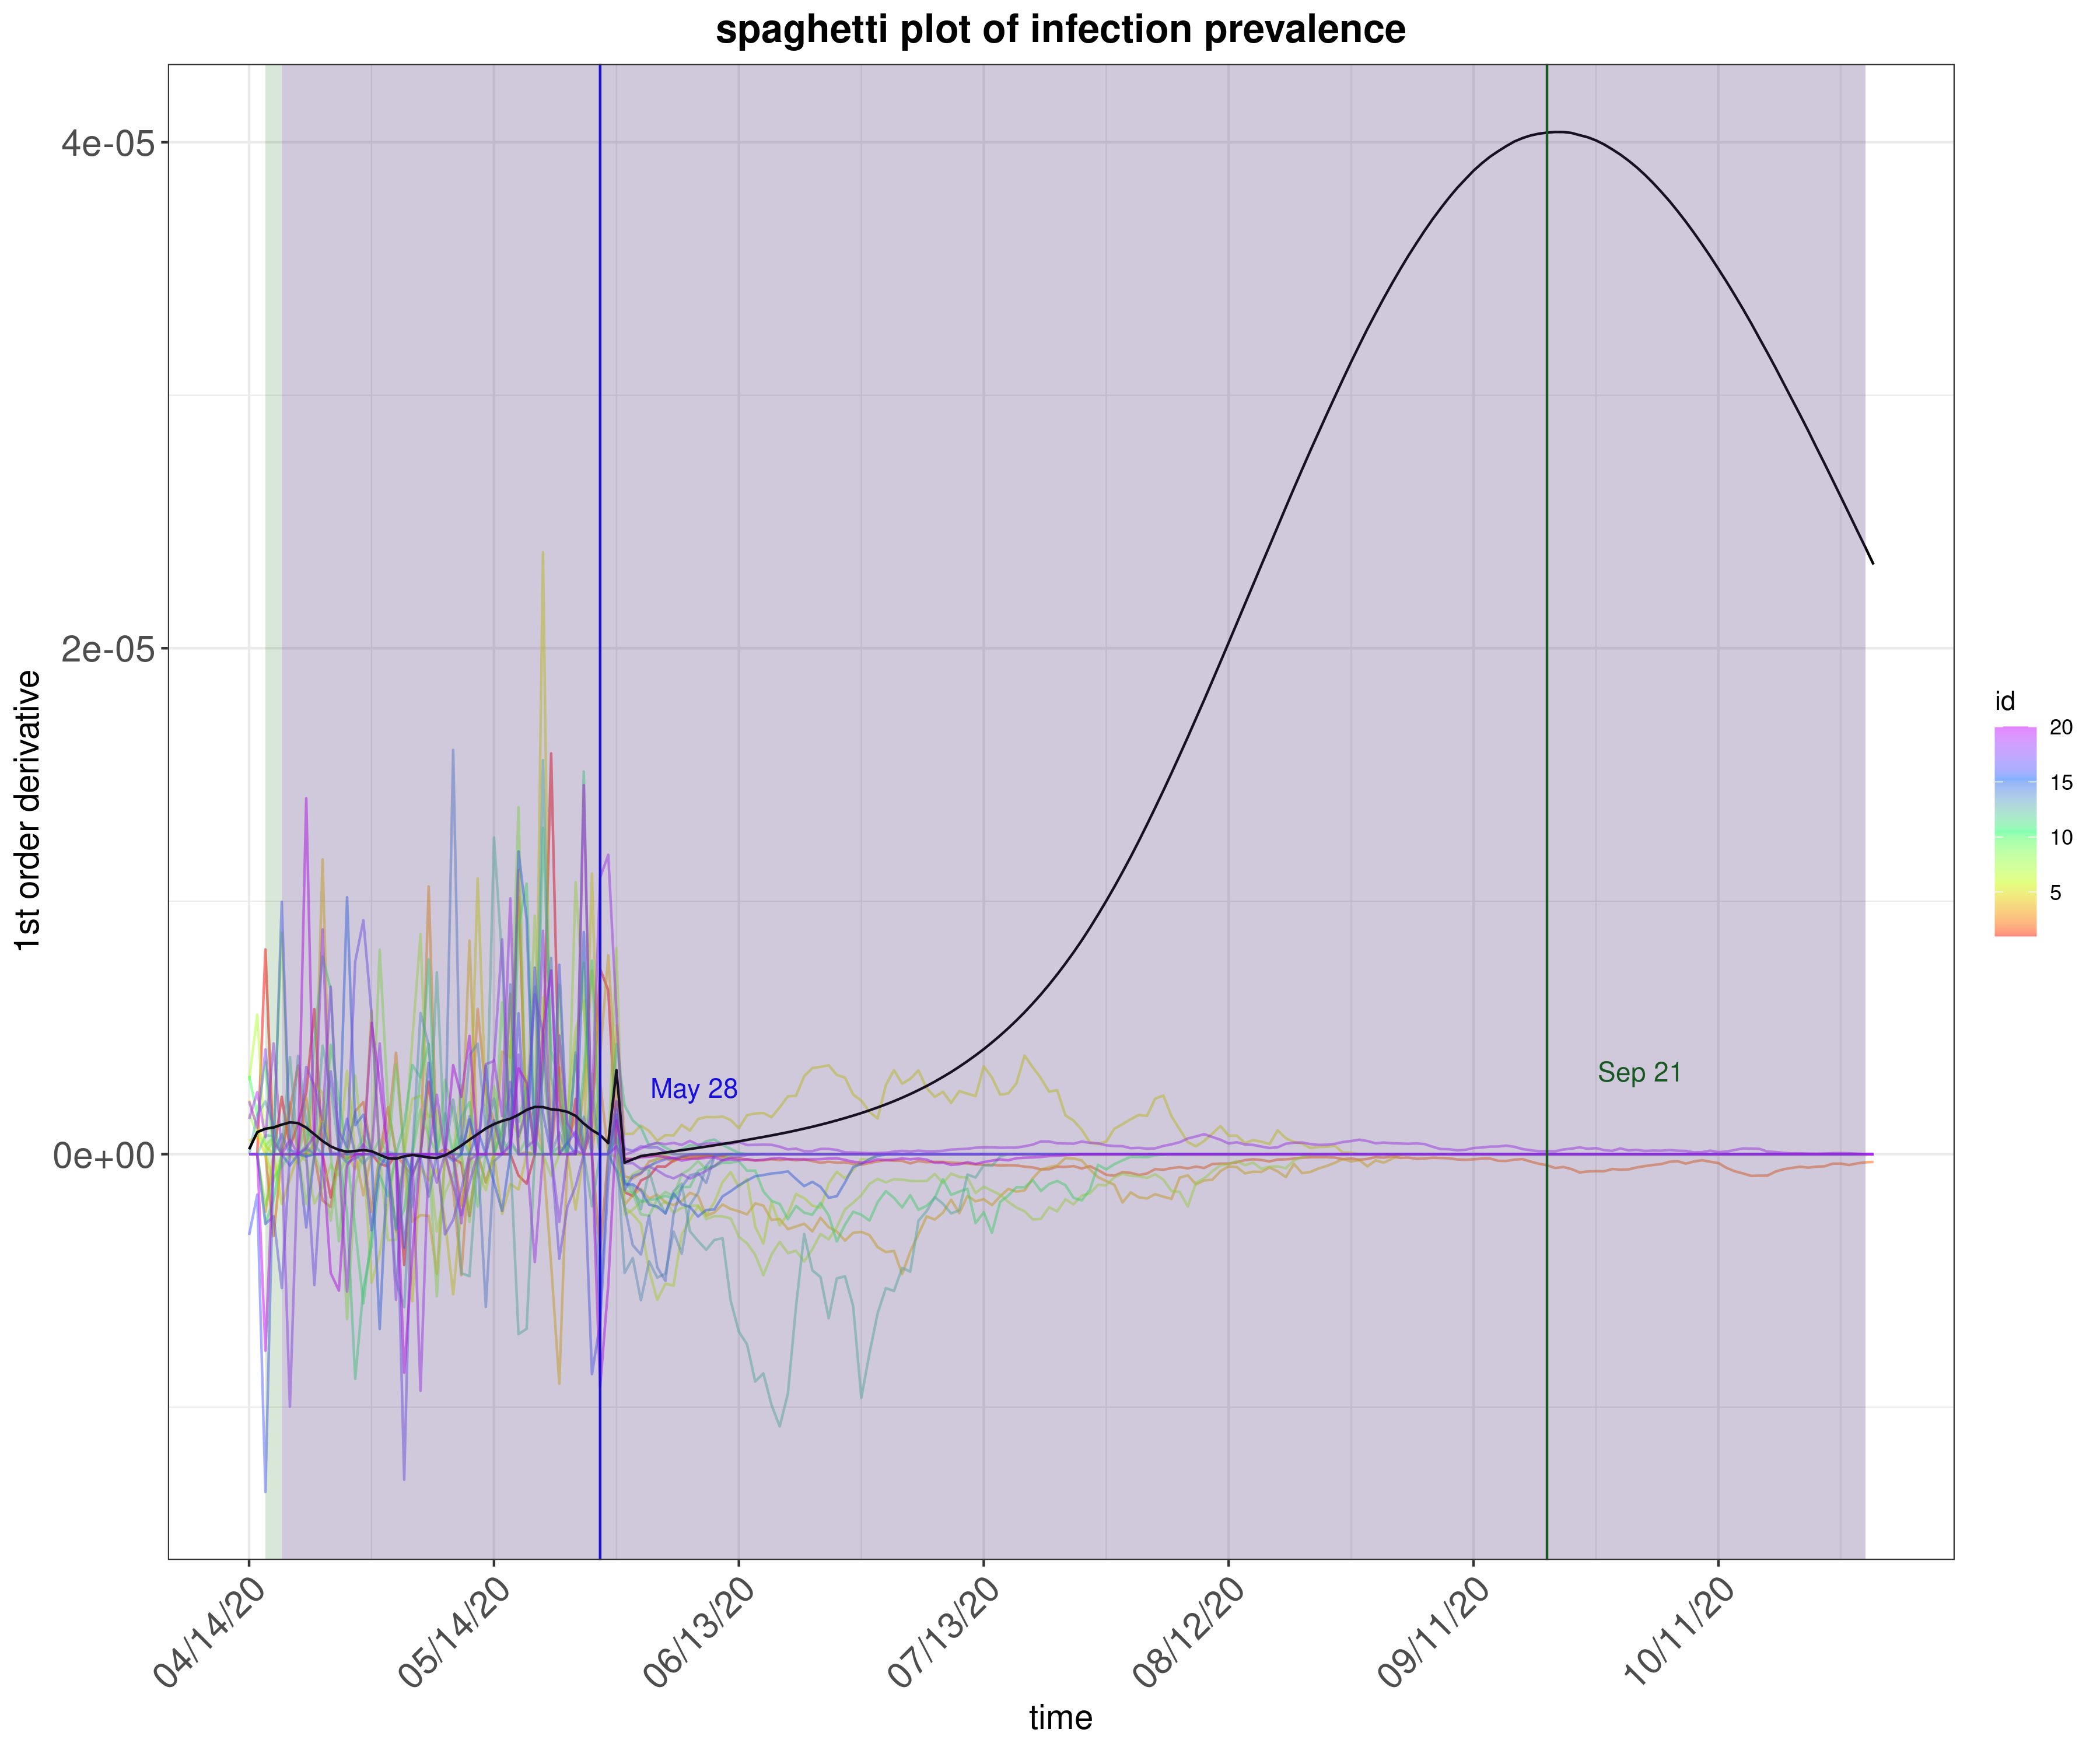 spaghetti plot of infection prevalence
4e-05
2e-05
0e+00
1st order derivative
May 28
Sep 21
id
20
15
10
5
04/14/20
05/14/20
06/13/20
07/13/20
08/12/20
09/11/20
10/11/20
time